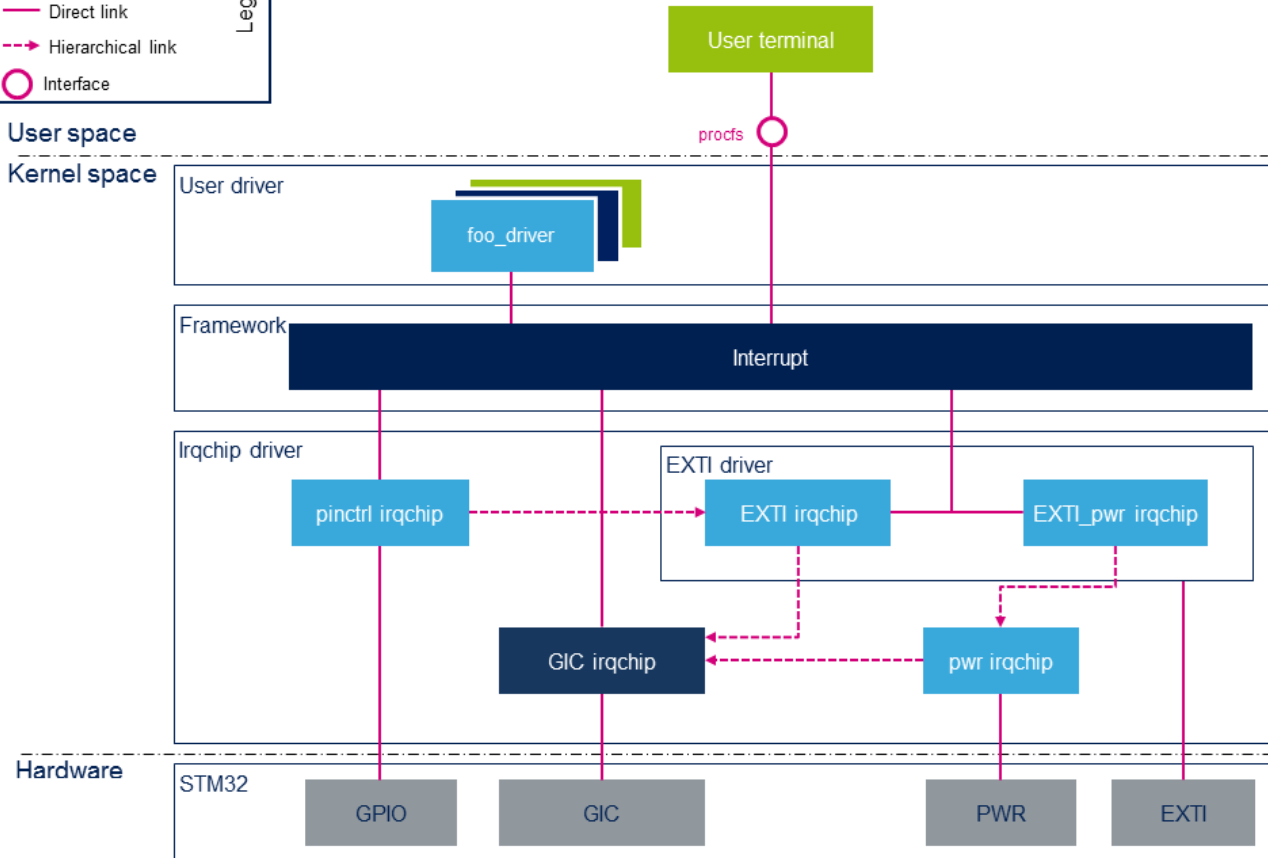 Direct link
Hierarchical link
Interface
Leg
User terminal
procfs
User space
Kernel space
User driver
foo_driver
Framework
Interrupt
Irqchip driver
EXTI driver
pinctrl irqchip
EXTI irqchip
EXTI_pwr irqchip
GIC irqchip
pwr irqchip
Hardware
STM32
GPIO
GIC
PWR
EXTI